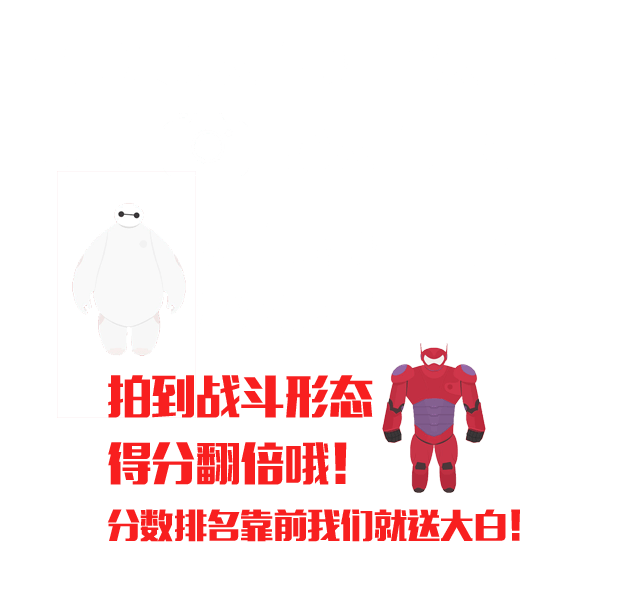 拍到战斗形态
得分翻倍哦！
分数排名靠前我们就送大白！